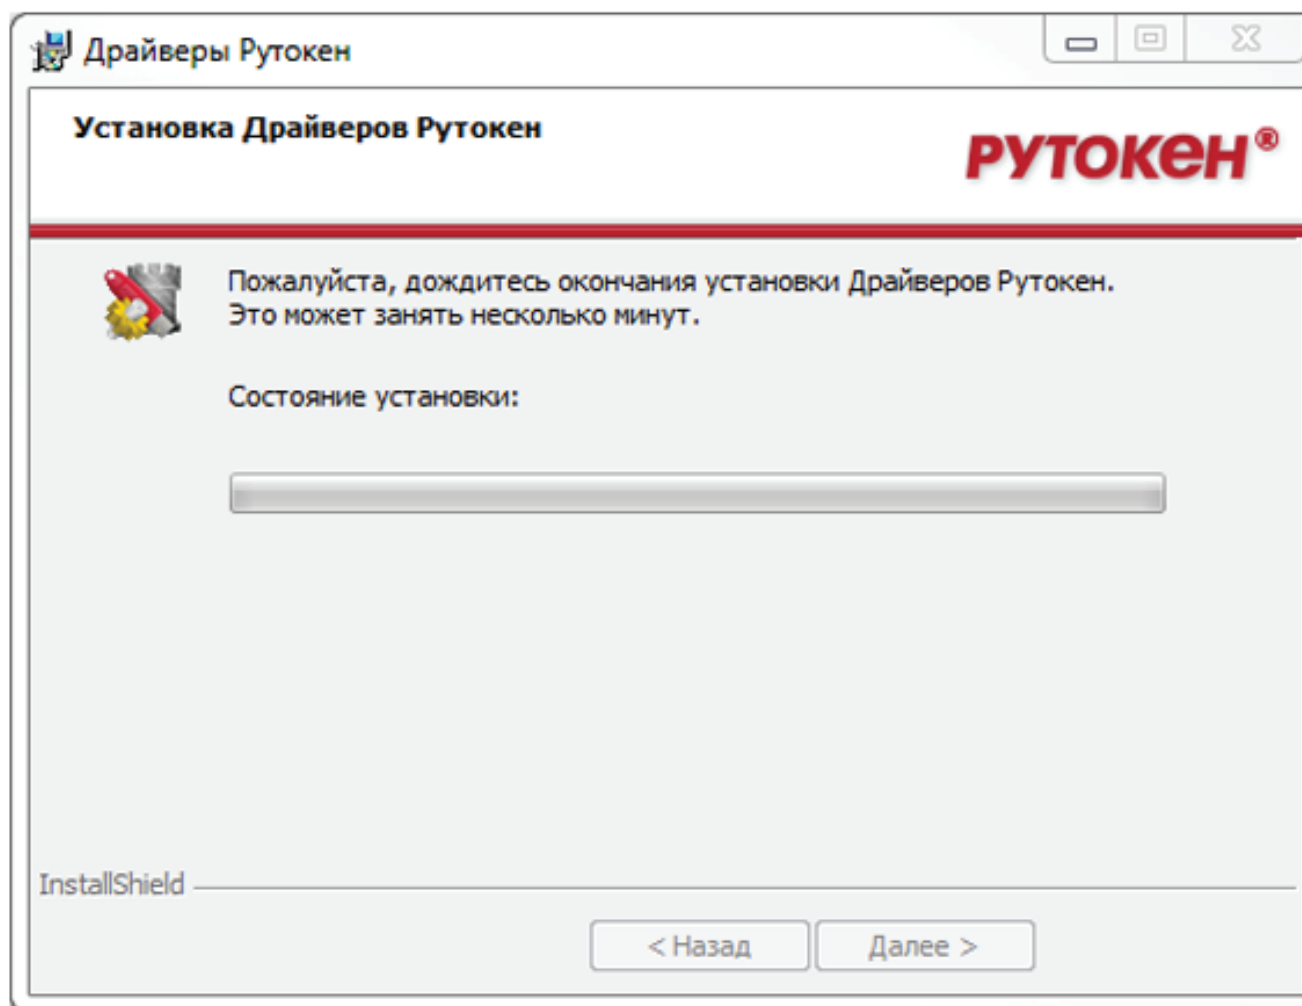 Драйверы Рутокен
Установка Драйверов Рутокен
РУТОКЕН®
Пожалуйста, дождитесь окончания установки Драйверов Рутокен.
Это может занять несколько минут.
Состояние установки:
InstallShield
< Назад
Далее >